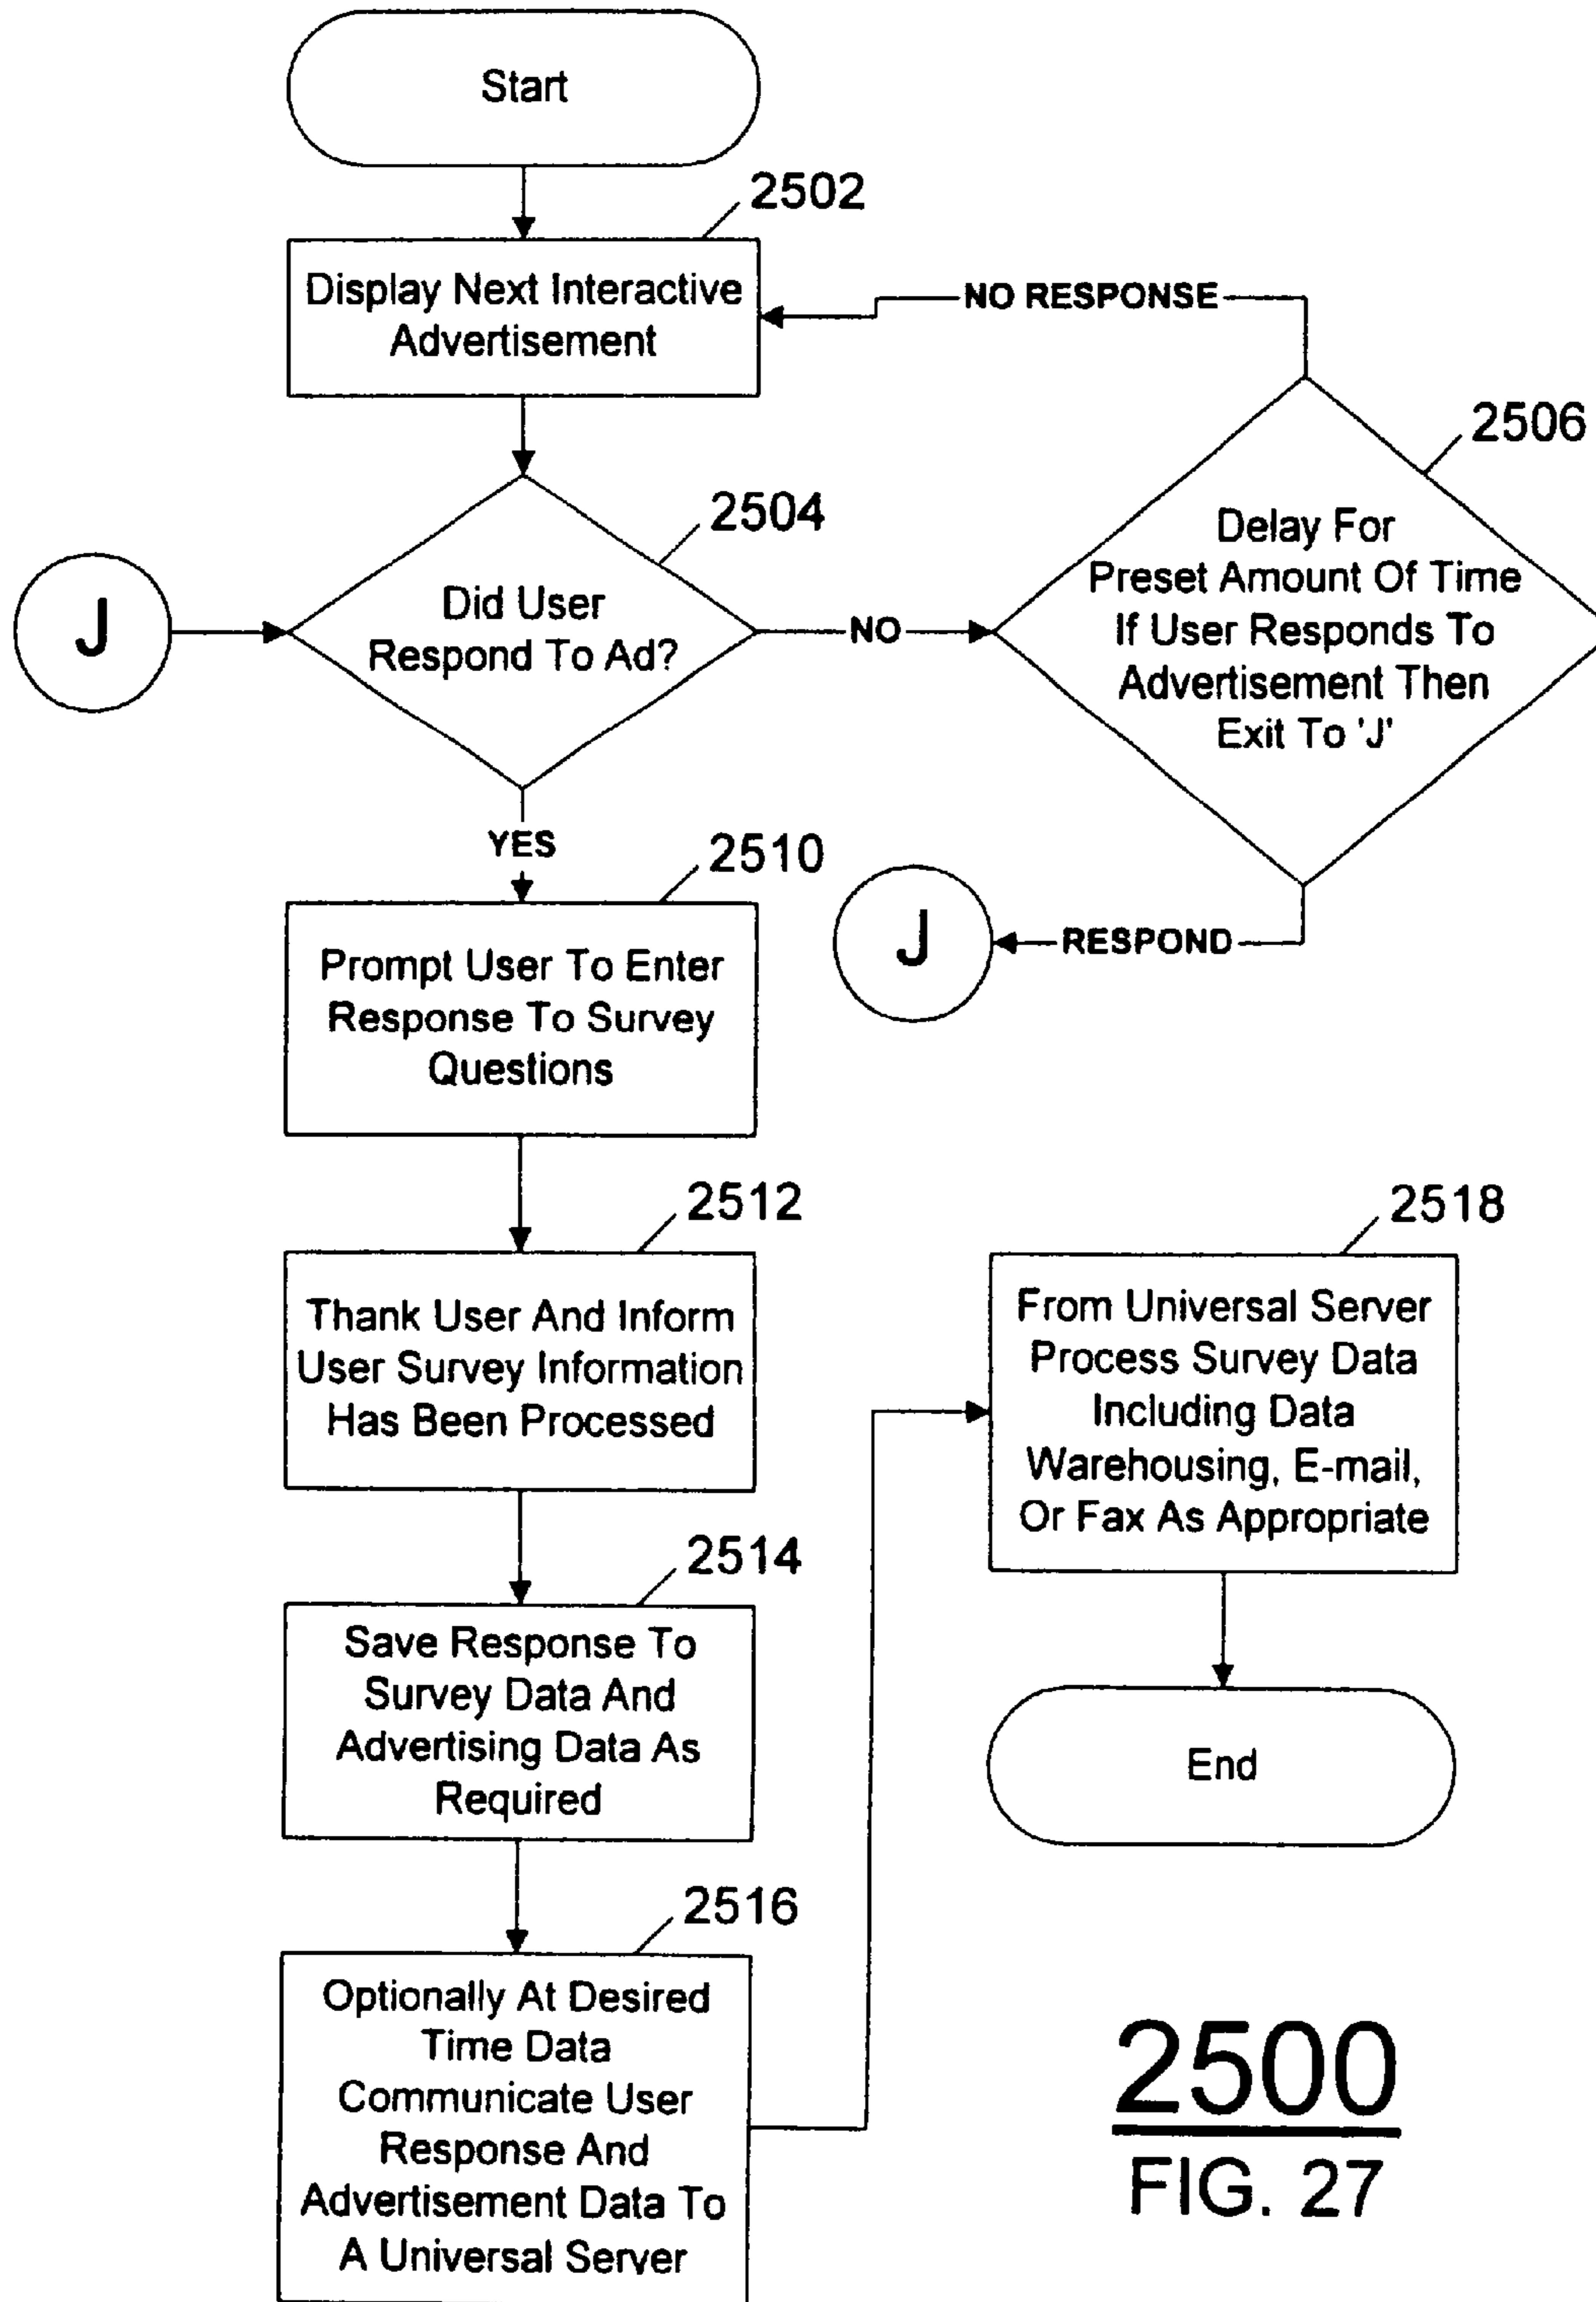 Start
2502
Display Next Interactive
Advertisement
NO RESPONSE
2506
Delay For
Preset Amount Of Time
If User Responds To
Advertisement Then
Exit To 'J'
2504
Did User
Respond To Ad?
J
NO
YES
J
RESPOND
2510
Prompt User To Enter
Response To Survey
Questions
2512
Thank User And Inform
User Survey Information
Has Been Processed
2514
Save Response To
Survey Data And
Advertising Data As
Required
2516
Optionally At Desired
Time Data
Communicate User
Response And
Advertisement Data To
A Universal Server
2518
From Universal Server
Process Survey Data
Including Data
Warehousing, E-mail,
Or Fax As Appropriate
End
2500
FIG. 27